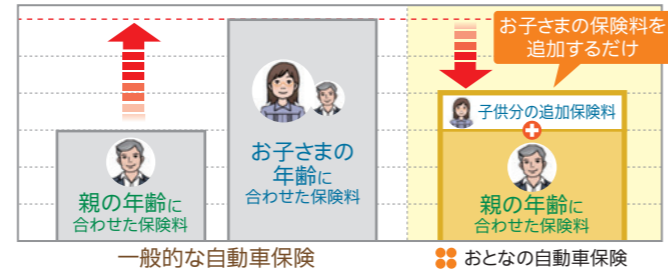 お子さまの保険料を
追加するだけ
子供分の追加保険料
親の年齢に
合わせた保険料
お子さまの
年齢に
合わせた保険料
親の年齢に
合わせた保険料
一般的な自動車保険
おとなの自動車保険